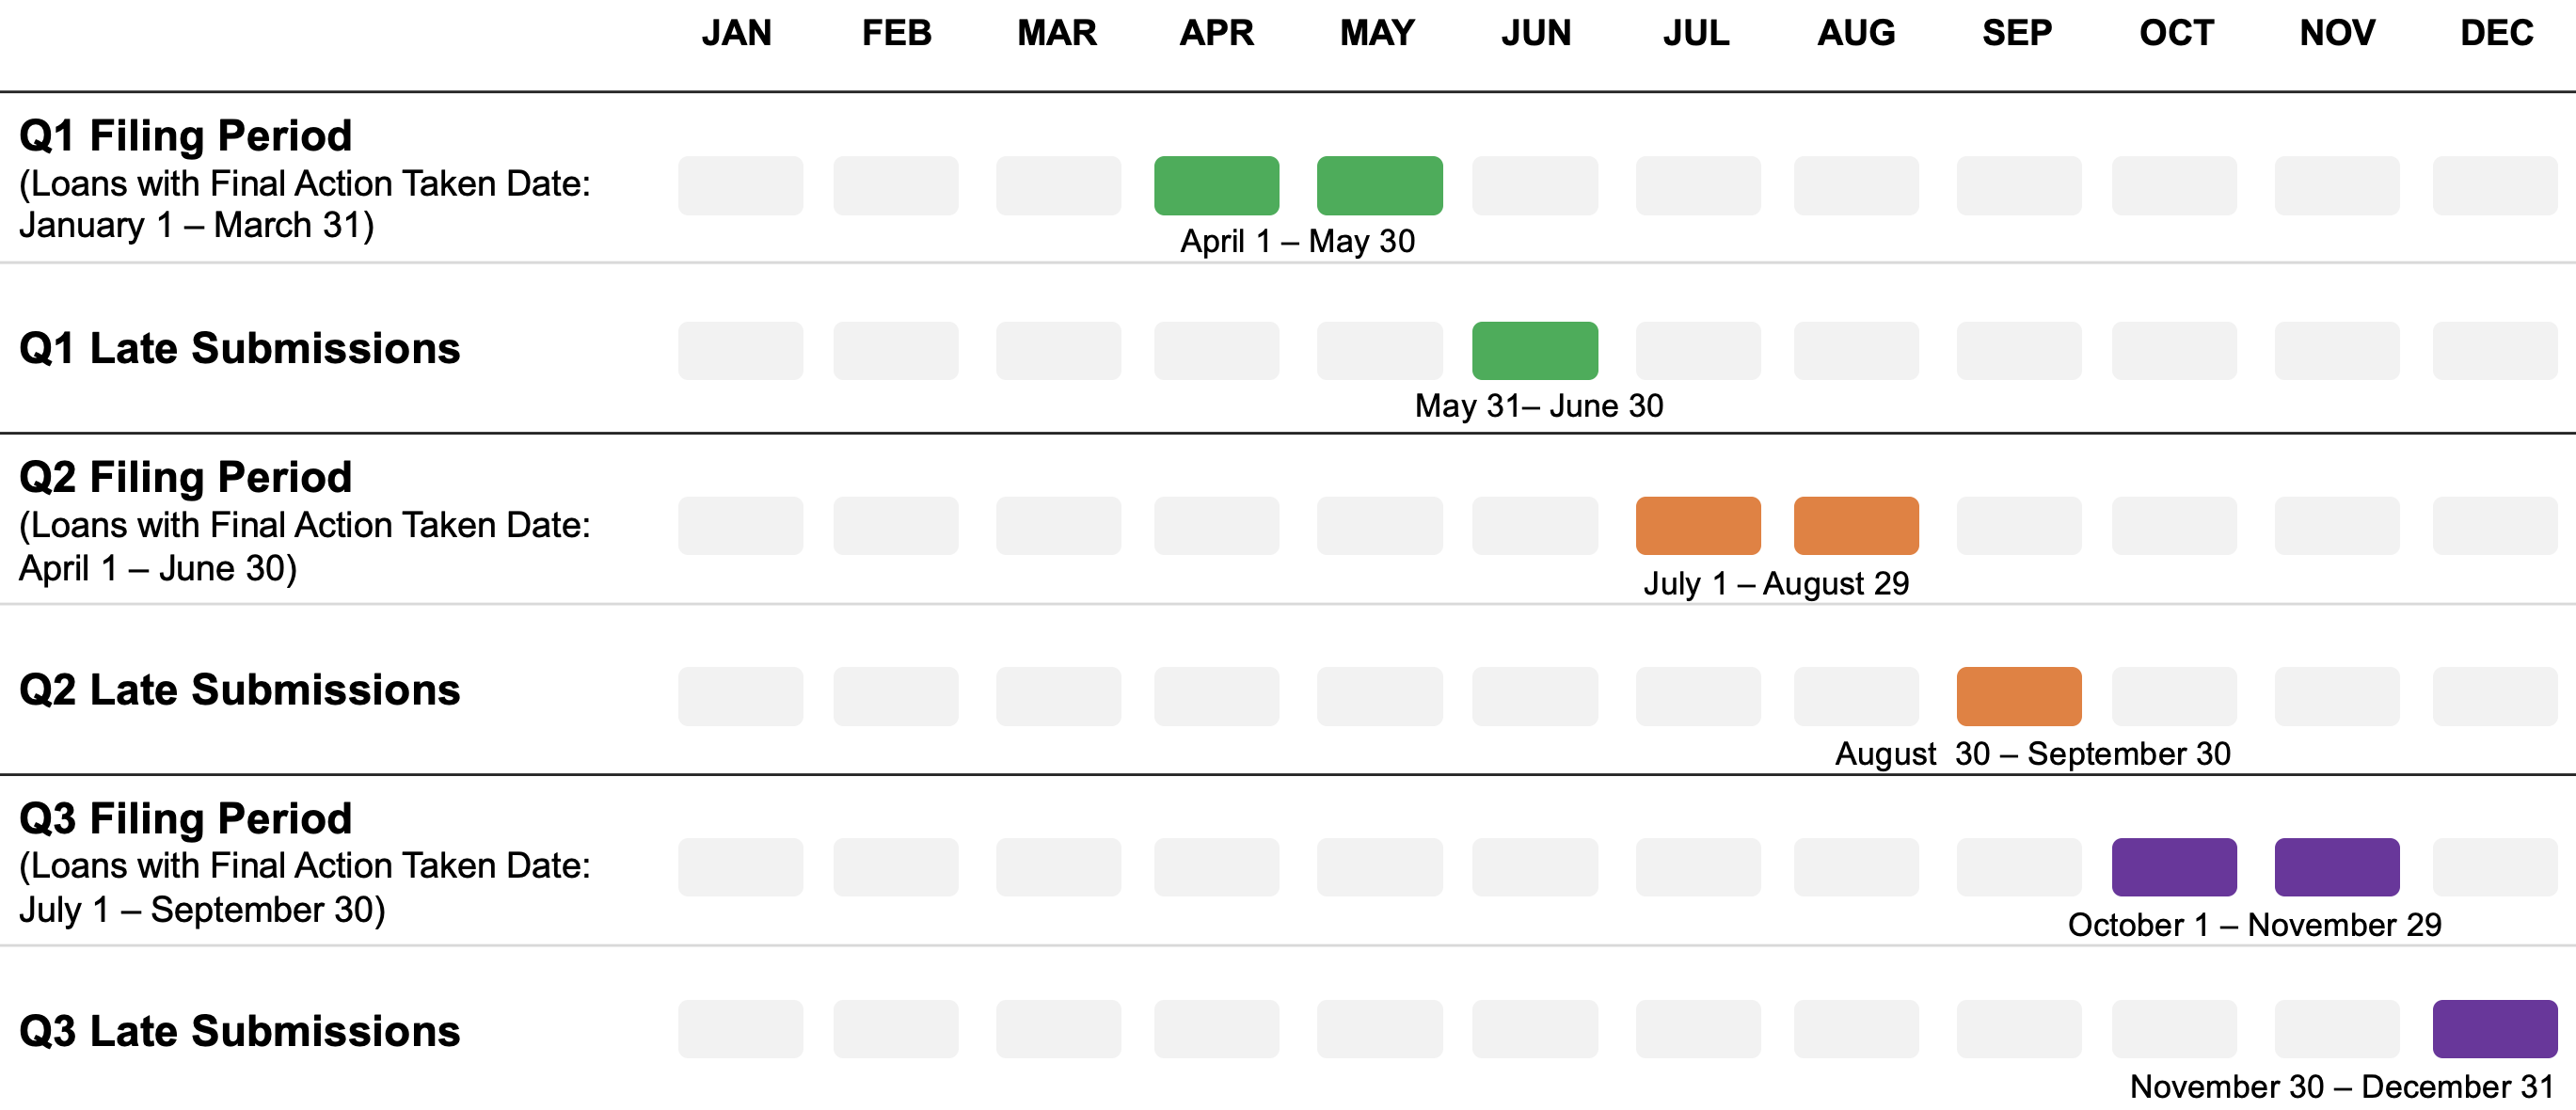 JAN FEB MAR APR MAY JUN JUL AUG SEP OCT NOV DEC
Q1 Filing Period
(Loans with Final Action Taken Date:
January 1 – March 31)
April 1 – May 30
Q1 Late Submissions
May 31– June 30
Q2 Filing Period
(Loans with Final Action Taken Date:
April 1 – June 30)
July 1 – August 29
Q2 Late Submissions
August  30 – September 30
Q3 Filing Period
(Loans with Final Action Taken Date:
July 1 – September 30)
October 1 – November 29
Q3 Late Submissions
November 30 – December 31